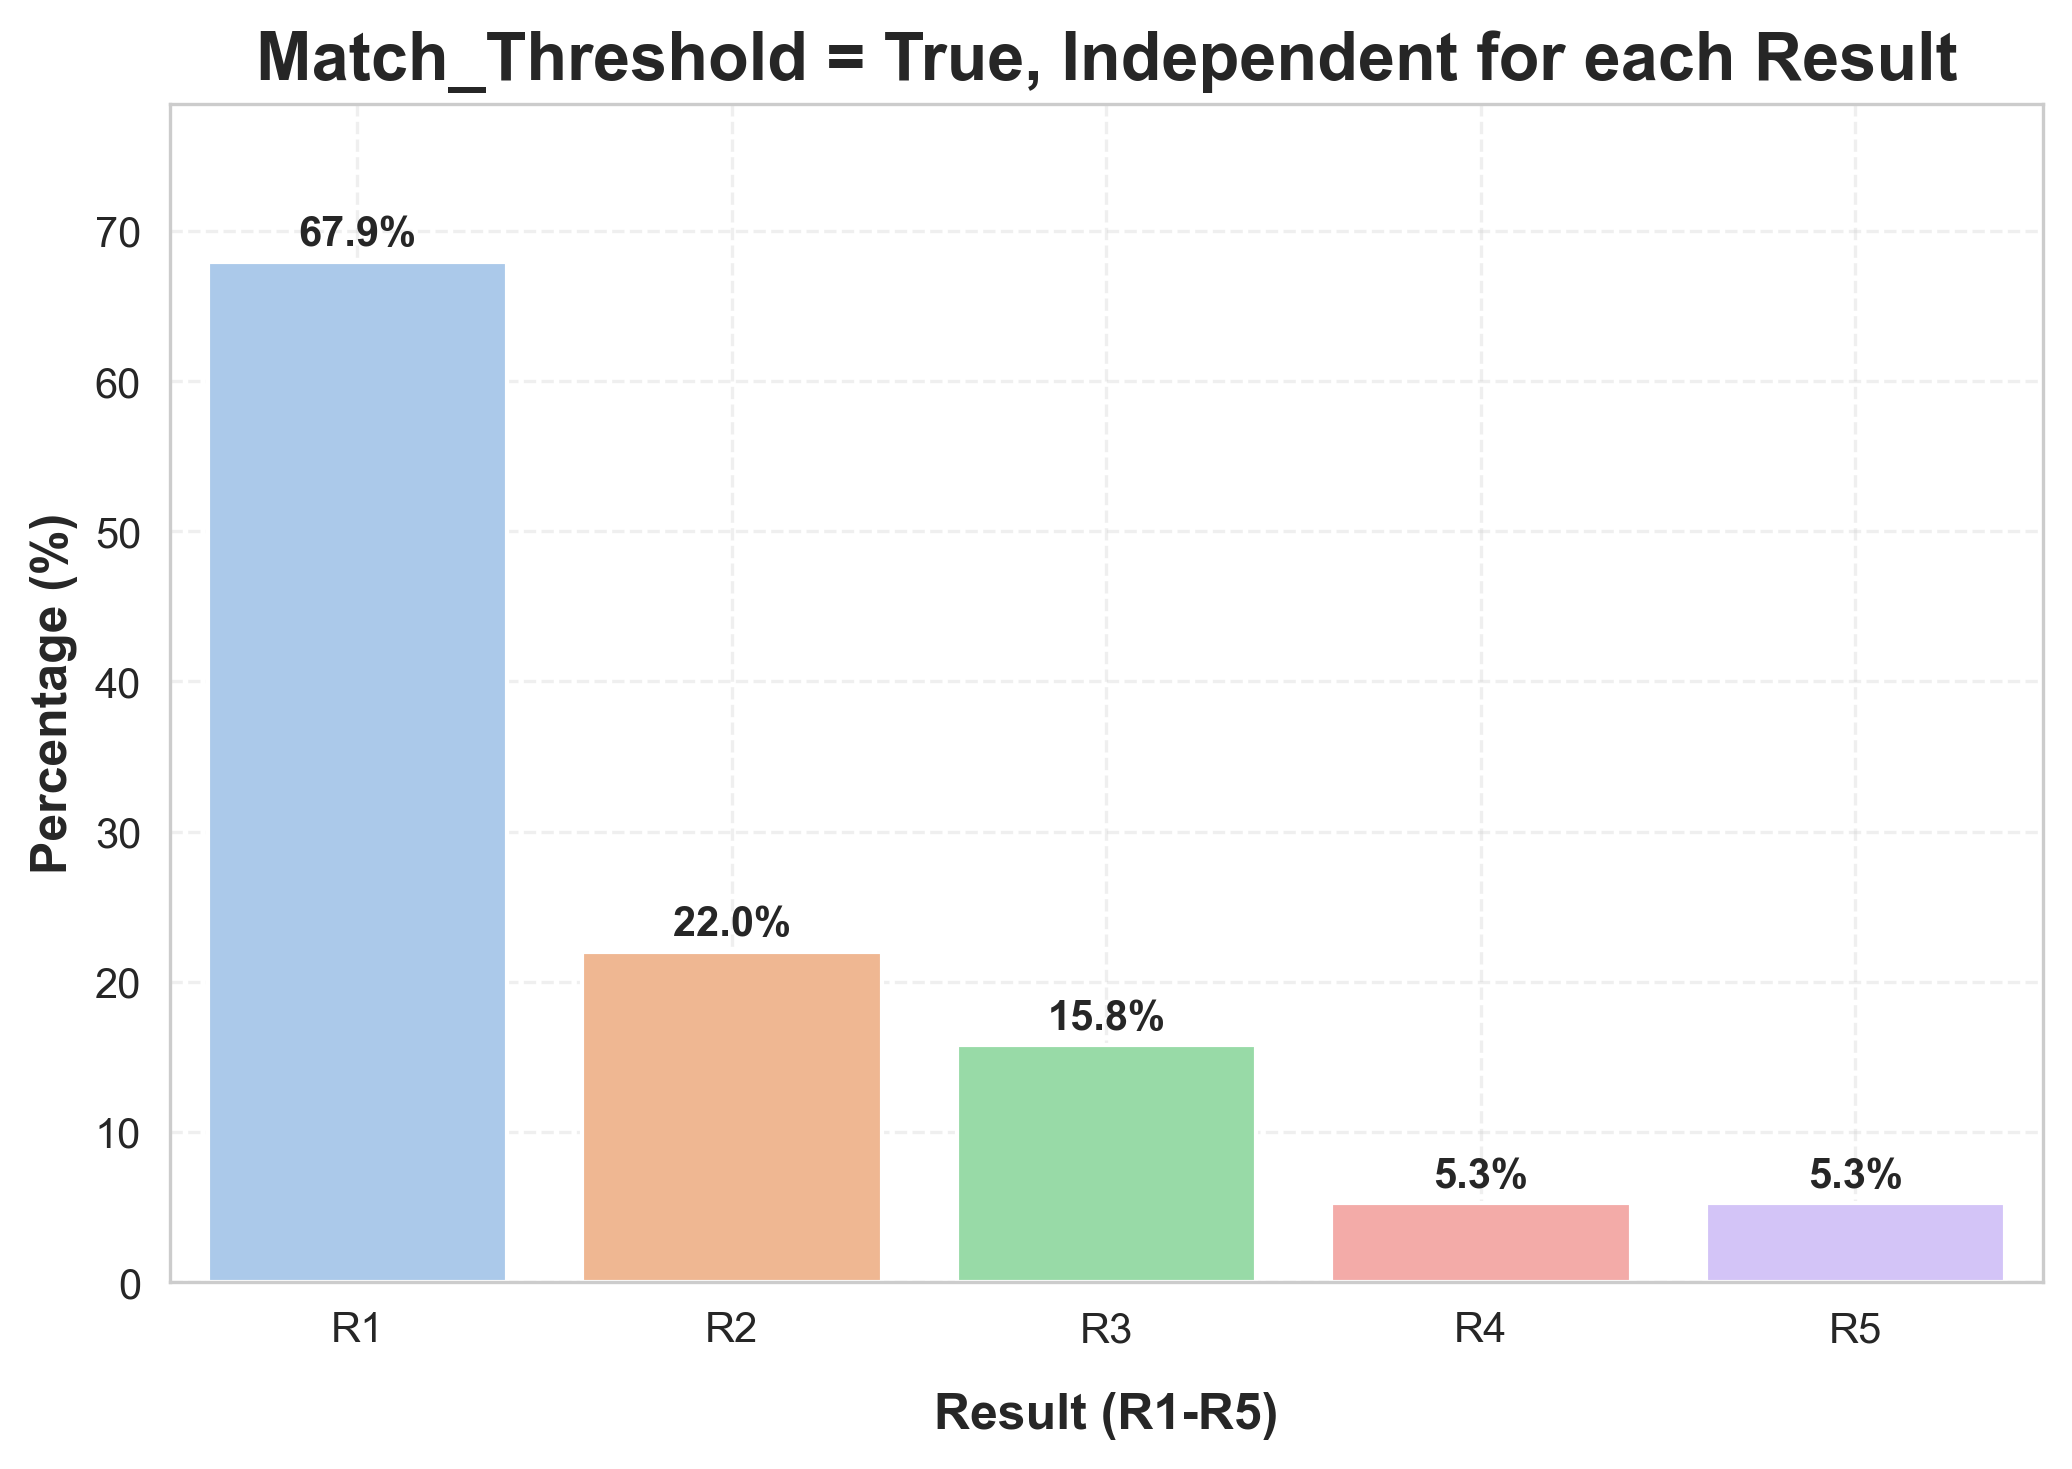 Match_Threshold = True, Independent for each Result
Percentage (%)
70
60
50
40
30
20
10
0
67.9%
22.0%
15.8%
5.3%
5.3%
R1
R2
R3
R4
R5
Result (R1-R5)